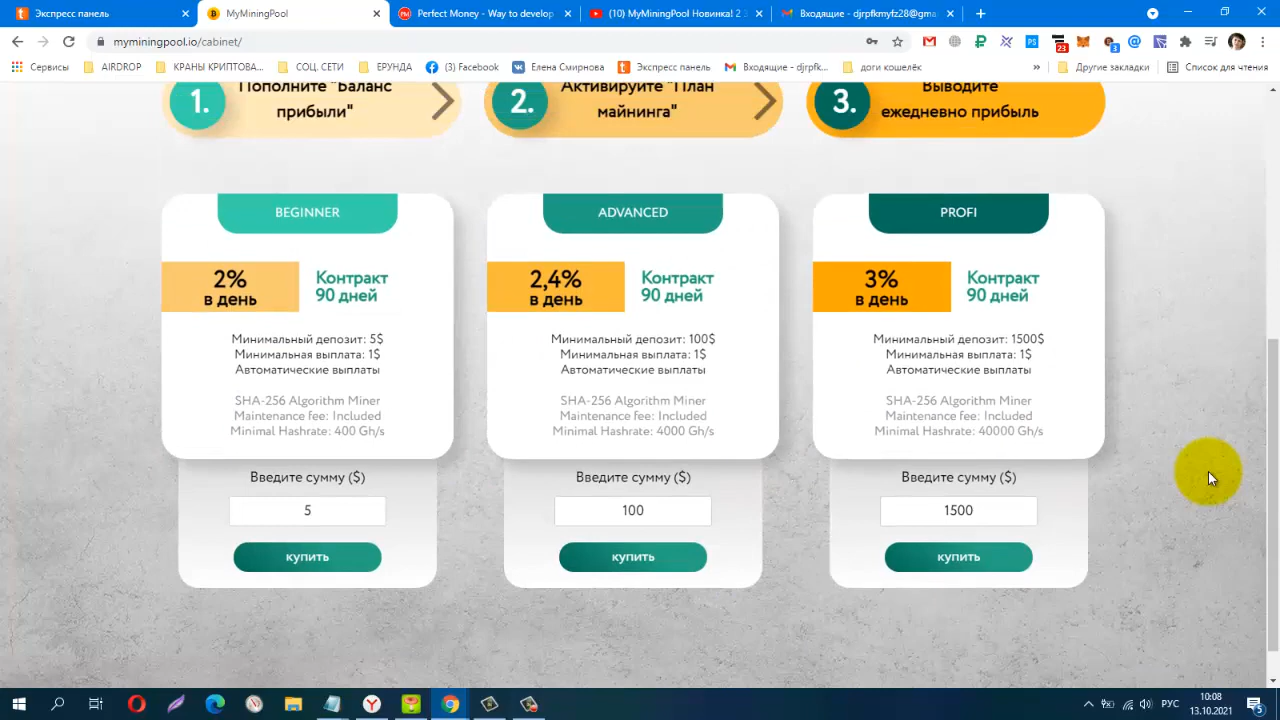 Экспресс панель
MyMiningPool
Perfect Money - Way to develop
(10) MyMiningPool Новинка! 2
Входящие - djrpfkmyfz28@gma
myminingpool.io/cabinet/
Сервисы
AIRDROP
КРАНЫ КРИПТОВА...
СОЦ. СЕТИ
ЕРУНДА
(3) Facebook
Елена Смирнова
Экспресс панель
Входящие - djrpfk...
доги кошелёк
»
Другие закладки
Список для чтения
1.
Пополните "Баланс
прибыли"
2.
Активируйте "План
майнинга"
3.
Выводите
ежедневно прибыль
BEGINNER
2%
в день
Контракт
90 дней
Минимальный депозит: 5$
Минимальная выплата: 1$
Автоматические выплаты
SHA-256 Algorithm Miner
Maintenance fee: Included
Minimal Hashrate: 400 Gh/s
Введите сумму ($)
5
купить
ADVANCED
2,4%
в день
Контракт
90 дней
Минимальный депозит: 100$
Минимальная выплата: 1$
Автоматические выплаты
SHA-256 Algorithm Miner
Maintenance fee: Included
Minimal Hashrate: 4000 Gh/s
Введите сумму ($)
100
купить
PROFI
3%
в день
Контракт
90 дней
Минимальный депозит: 1500$
Минимальная выплата: 1$
Автоматические выплаты
SHA-256 Algorithm Miner
Maintenance fee: Included
Minimal Hashrate: 40000 Gh/s
Введите сумму ($)
1500
купить
РУС
10:08
13.10.2021